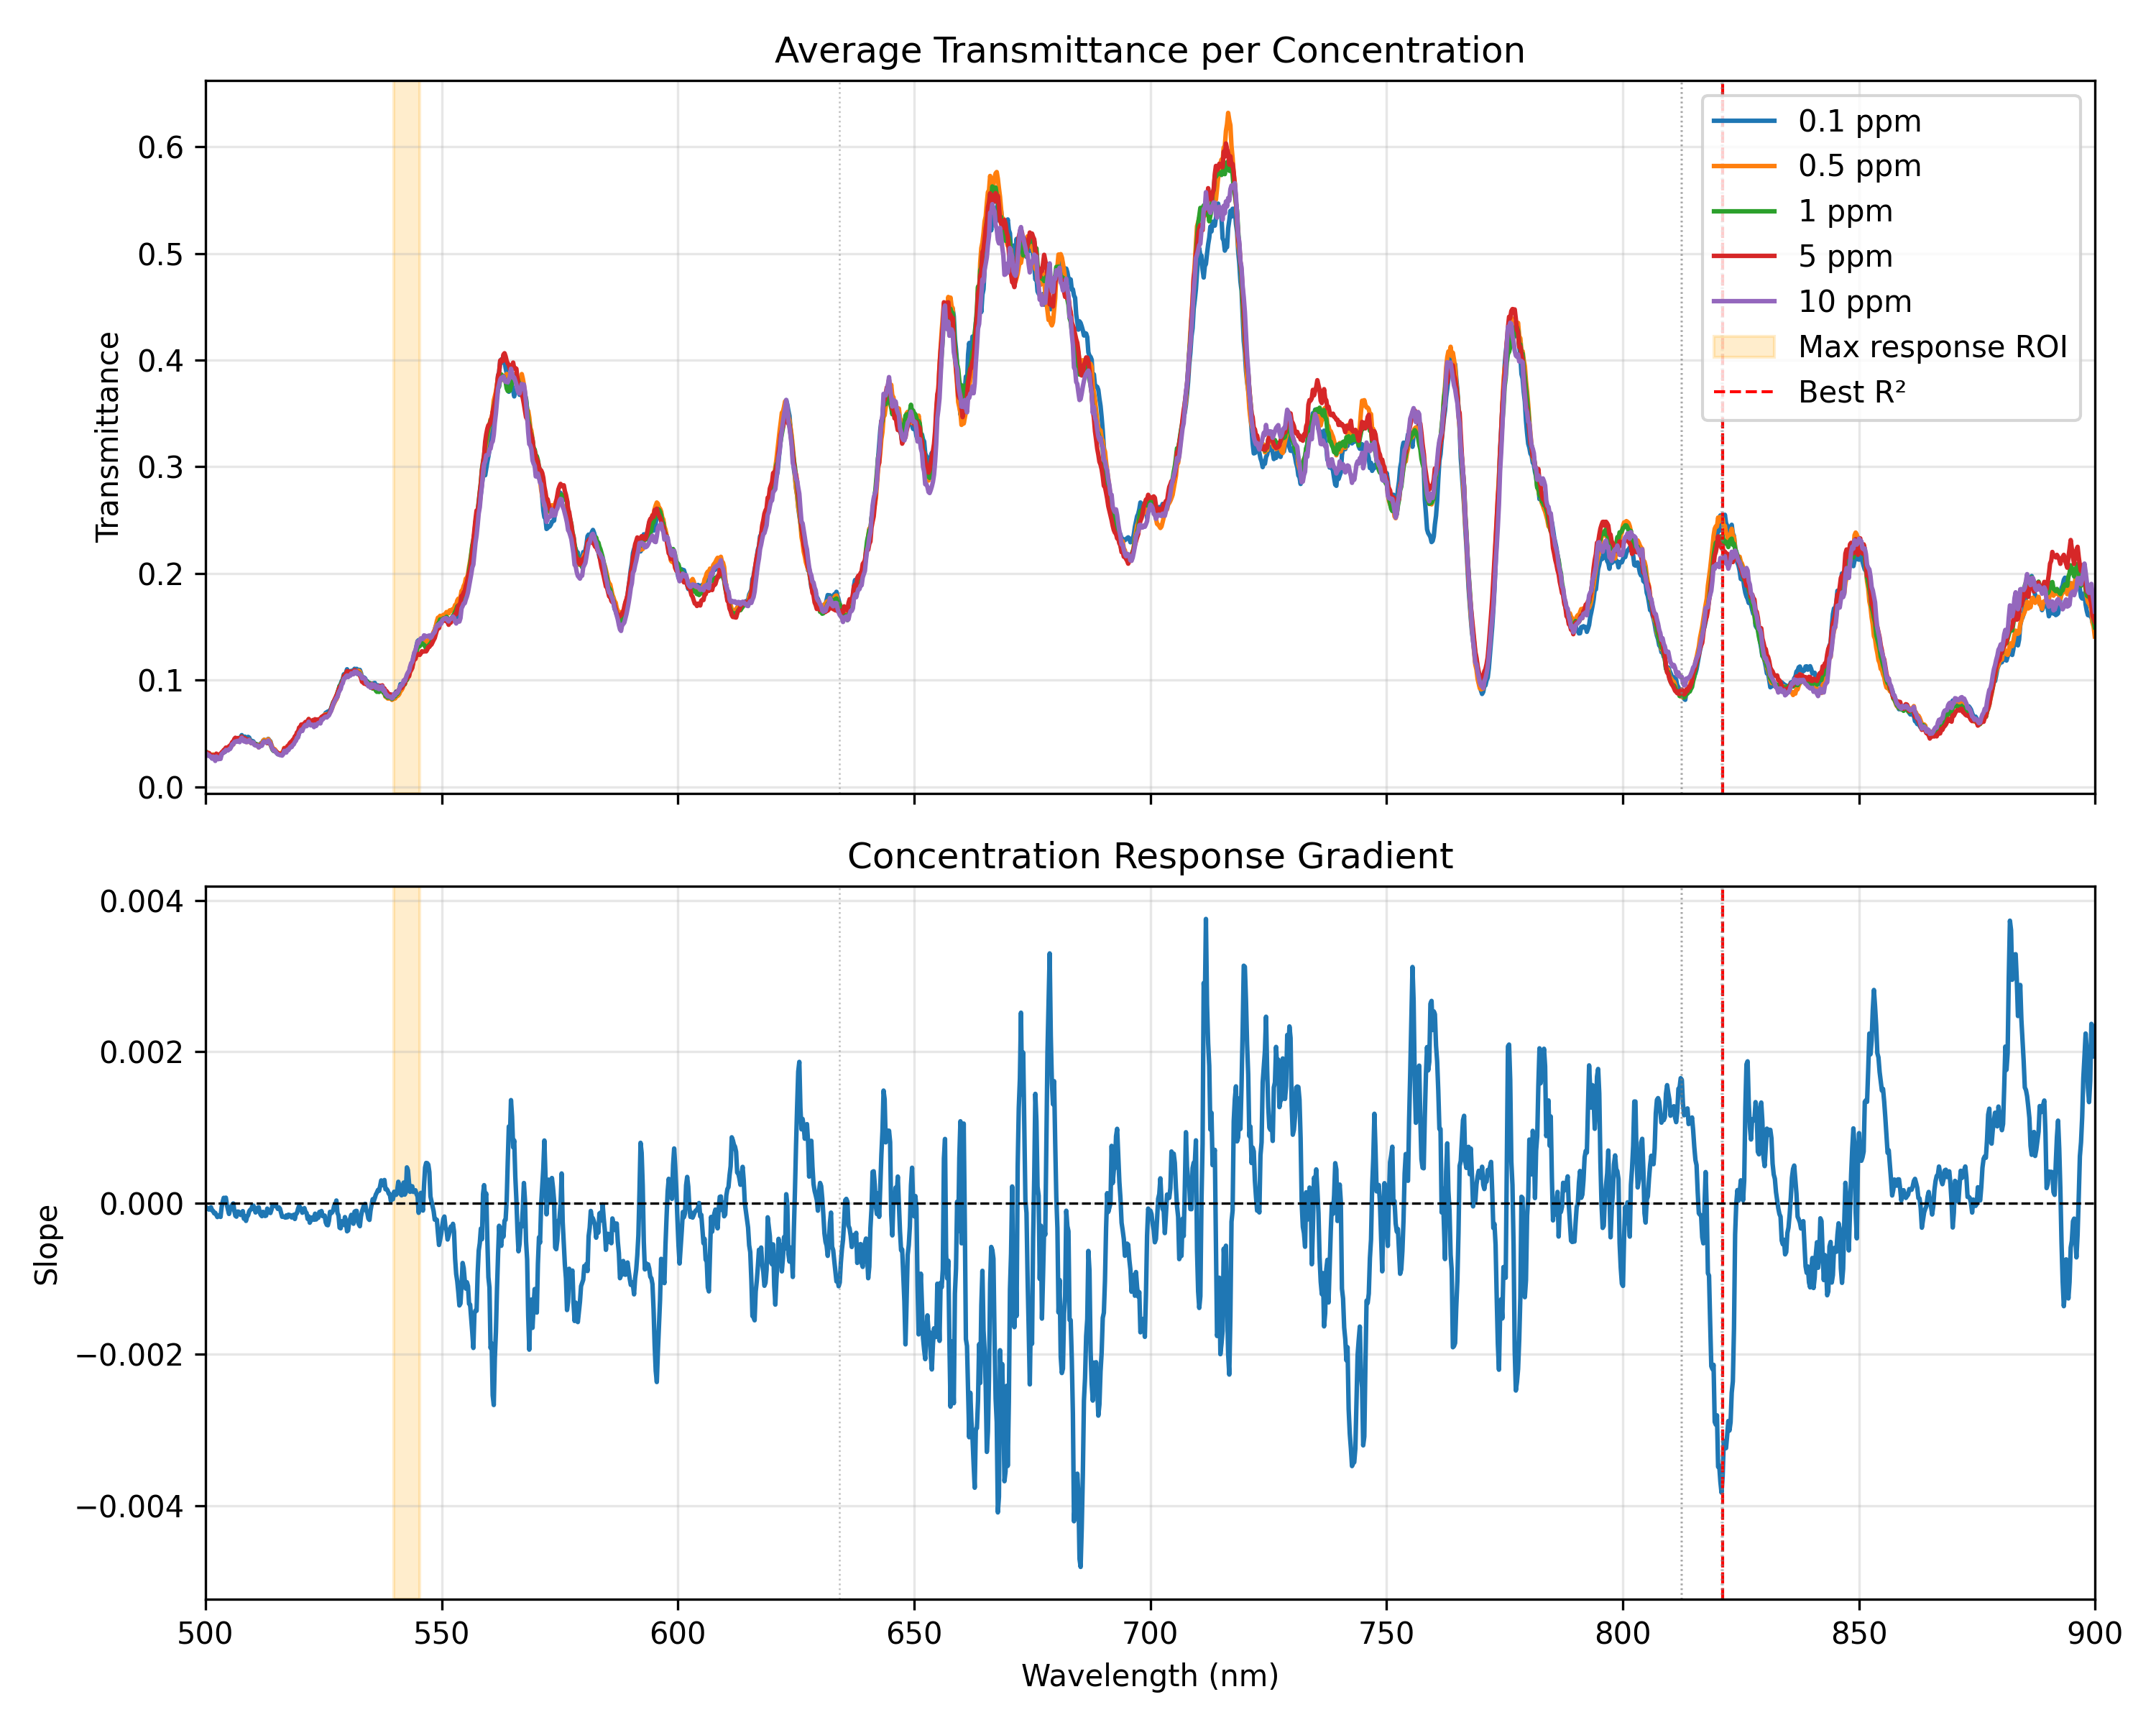 Average Transmittance per Concentration
Transmittance
0.6
0.5
0.4
0.3
0.2
0.1
0.0
0.1 ppm
0.5 ppm
1 ppm
5 ppm
10 ppm
Max response ROI
Best R²
Concentration Response Gradient
Slope
0.004
0.002
0.000
−0.002
−0.004
500 550 600 650 700 750 800 850 900
Wavelength (nm)